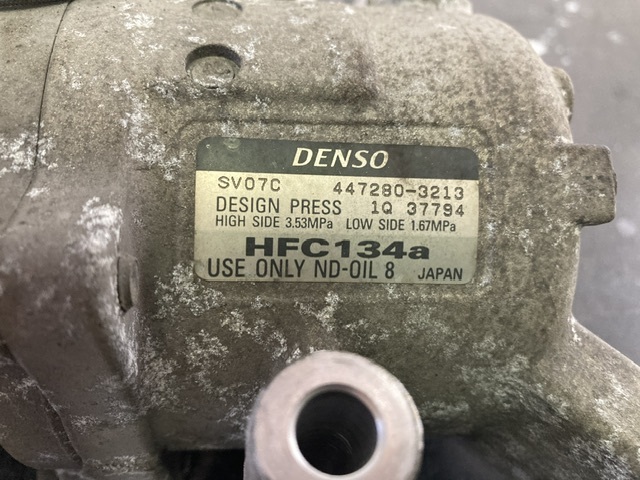 DENSO
SV07C 447280-3213
DESIGN PRESS 1Q 37794
HIGH SIDE 3.53MPa LOW SIDE 1.67MPa
HFC134a
USE ONLY ND-OIL 8 JAPAN